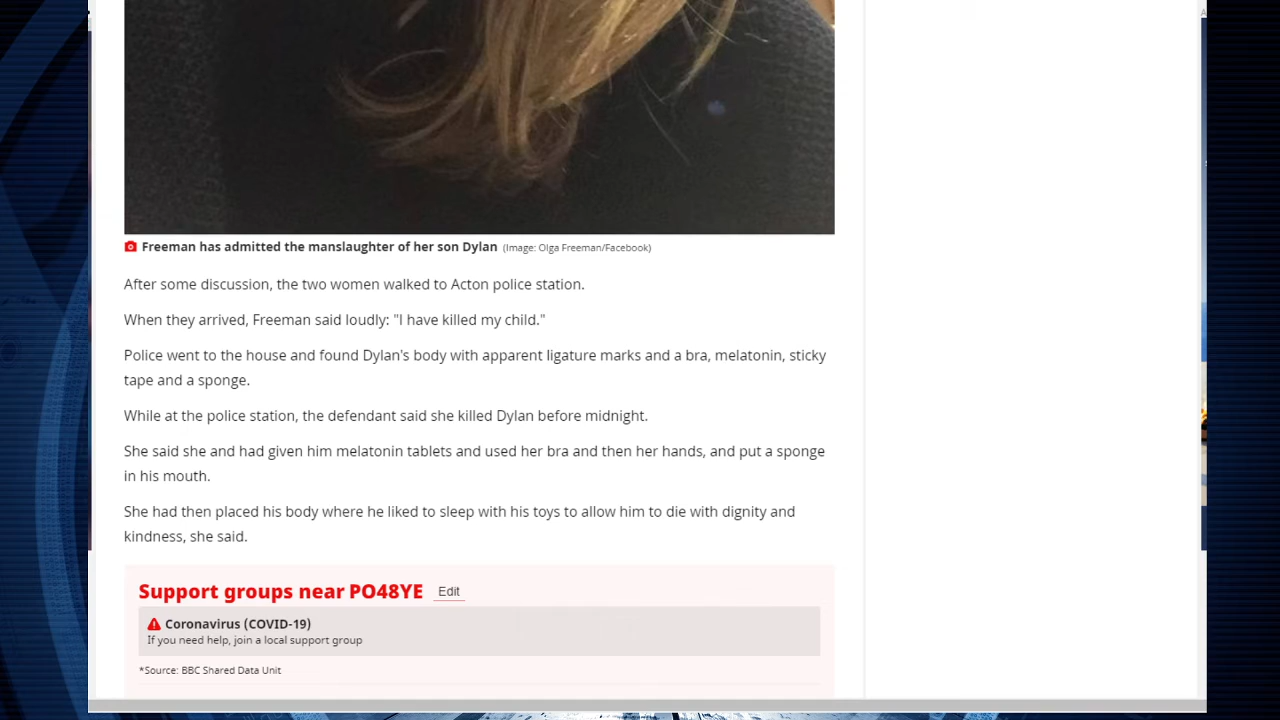 Freeman has admitted the manslaughter of her son Dylan (Image: Olga Freeman/Facebook)
After some discussion, the two women walked to Acton police station.
When they arrived, Freeman said loudly: "I have killed my child."
Police went to the house and found Dylan's body with apparent ligature marks and a bra, melatonin, sticky
tape and a sponge.
While at the police station, the defendant said she killed Dylan before midnight.
She said she and had given him melatonin tablets and used her bra and then her hands, and put a sponge
in his mouth.
She had then placed his body where he liked to sleep with his toys to allow him to die with dignity and
kindness, she said.
Support groups near PO48YE Edit
Coronavirus (COVID-19)
If you need help, join a local support group
*Source: BBC Shared Data Unit